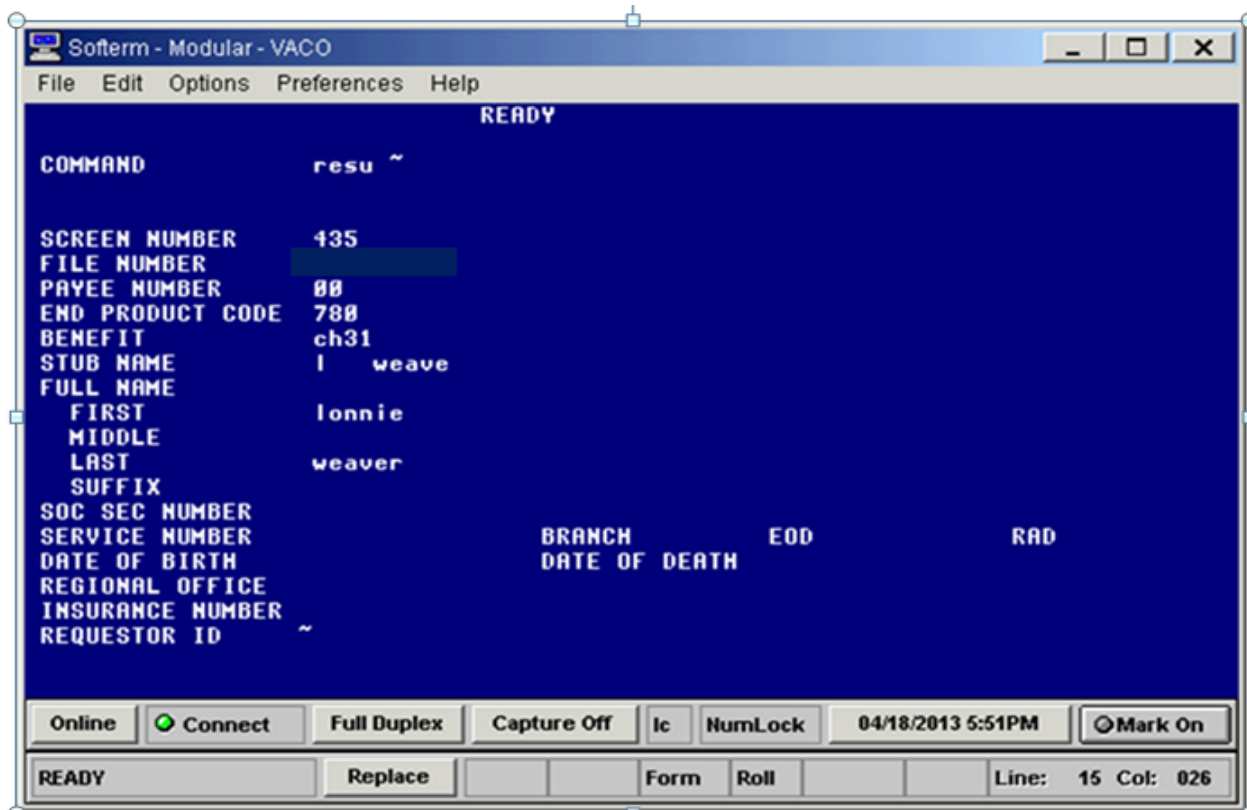 Softerm - Modular - VACO
File Edit Options Preferences Help
READY
COMMAND resu ~
SCREEN NUMBER 435
FILE NUMBER
PAYEE NUMBER 00
END PRODUCT CODE 780
BENEFIT ch31
STUB NAME l weave
FULL NAME
FIRST lonnie
MIDDLE
LAST weaver
SUFFIX
SOC SEC NUMBER
SERVICE NUMBER BRANCH EOD RAD
DATE OF BIRTH DATE OF DEATH
REGIONAL OFFICE
INSURANCE NUMBER
REQUESTOR ID ~
Online Connect Full Duplex Capture Off Ic NumLock 04/18/2013 5:51PM Mark On
READY Replace Form Roll Line: 15 Col: 026